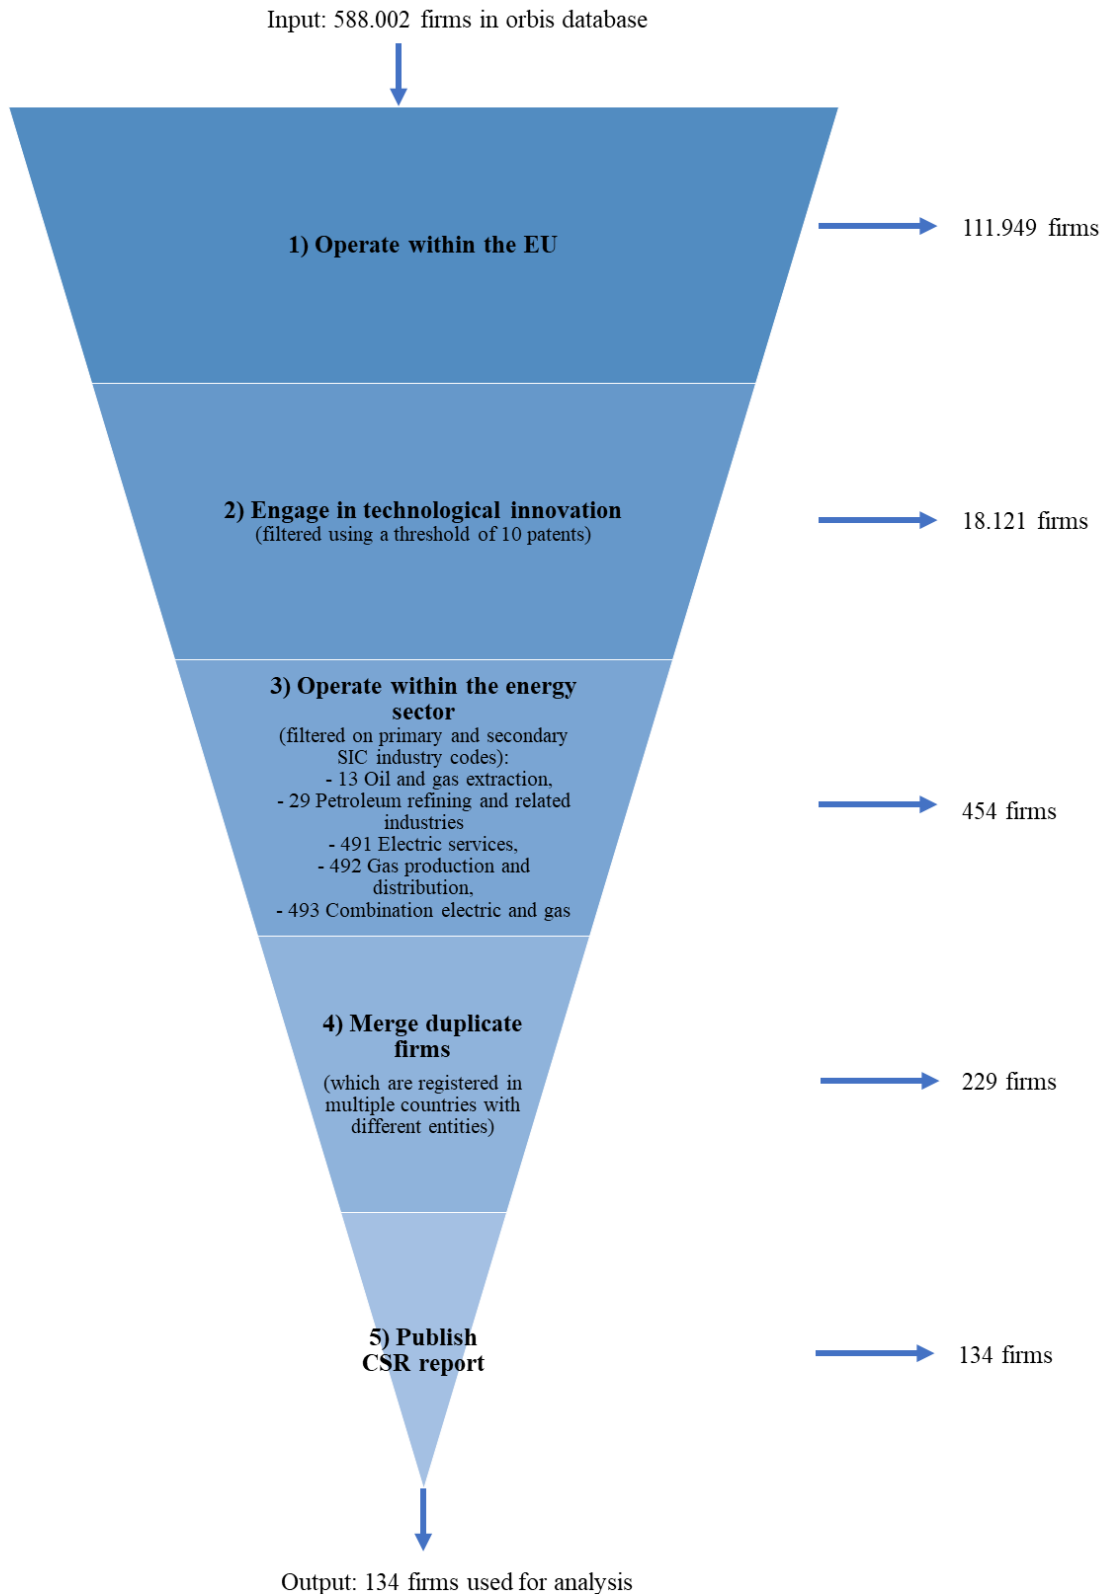 Input: 588.002 firms in orbis database
1) Operate within the EU
111.949 firms
2) Engage in technological innovation
(filtered using a threshold of 10 patents)
18.121 firms
3) Operate within the energy
sector
(filtered on primary and secondary
SIC industry codes):
- 13 Oil and gas extraction,
- 29 Petroleum refining and related
industries
- 491 Electric services,
- 492 Gas production and
distribution,
- 493 Combination electric and gas
454 firms
4) Merge duplicate
firms
(which are registered in
multiple countries with
different entities)
229 firms
5) Publish
CSR report
134 firms
Output: 134 firms used for analysis